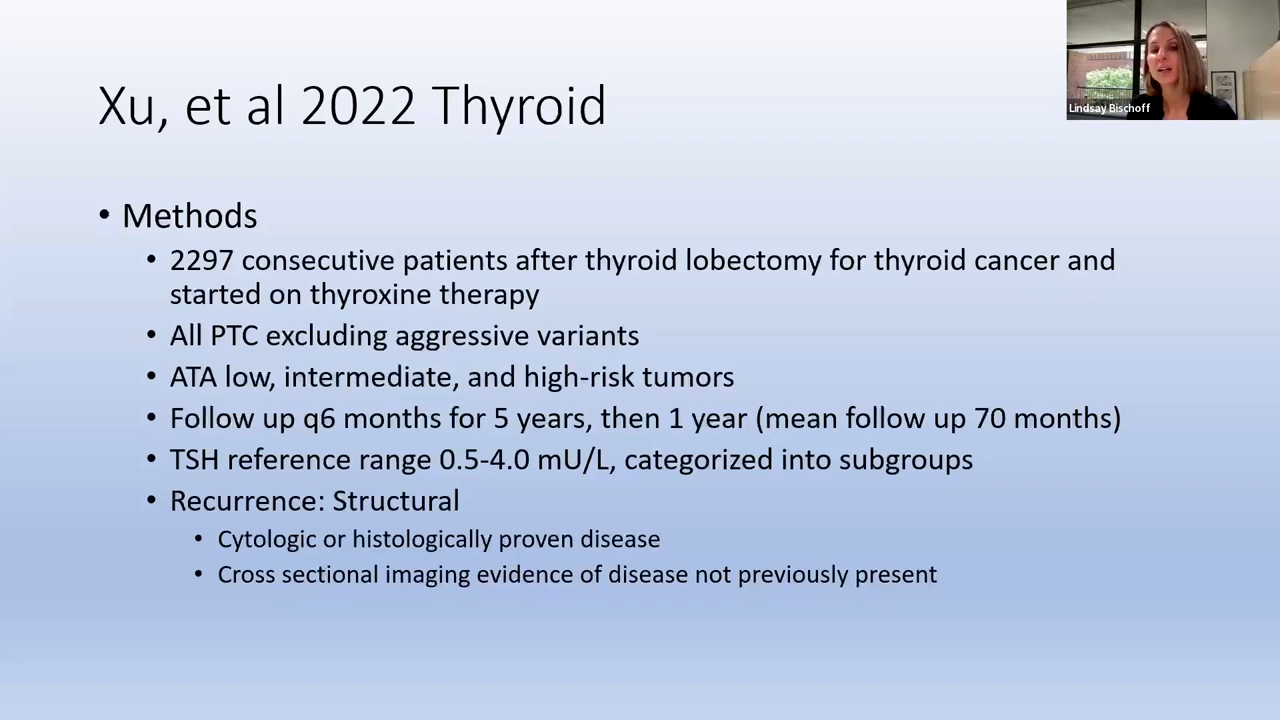 Xu, et al 2022 Thyroid
Lindsay Bischoff
• Methods
• 2297 consecutive patients after thyroid lobectomy for thyroid cancer and
started on thyroxine therapy
• All PTC excluding aggressive variants
• ATA low, intermediate, and high-risk tumors
• Follow up q6 months for 5 years, then 1 year (mean follow up 70 months)
• TSH reference range 0.5-4.0 mU/L, categorized into subgroups
• Recurrence: Structural
• Cytologic or histologically proven disease
• Cross sectional imaging evidence of disease not previously present